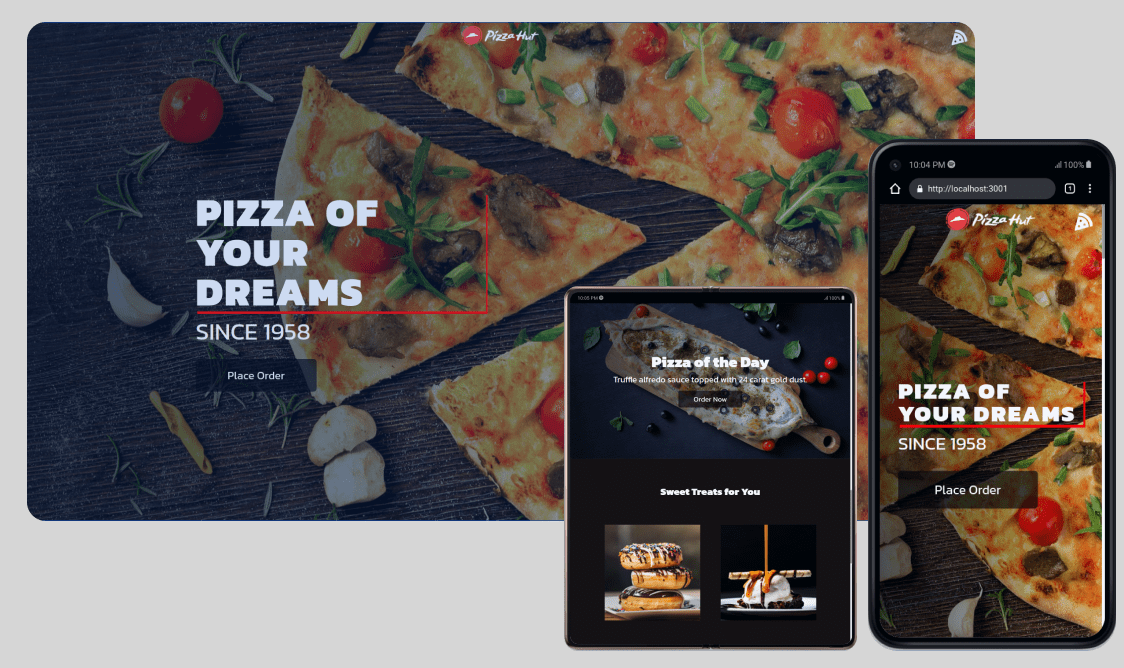 Pizza Hut
PIZZA OF
YOUR
DREAMS
SINCE 1958
Place Order
10:05 PM
100%
Pizza of the Day
Truffle alfredo sauce topped with 24 carat gold dust.
Order Now
Sweet Treats for You
10:04 PM
100%
http://localhost:3001
1
Pizza Hut
PIZZA OF
YOUR DREAMS
SINCE 1958
Place Order